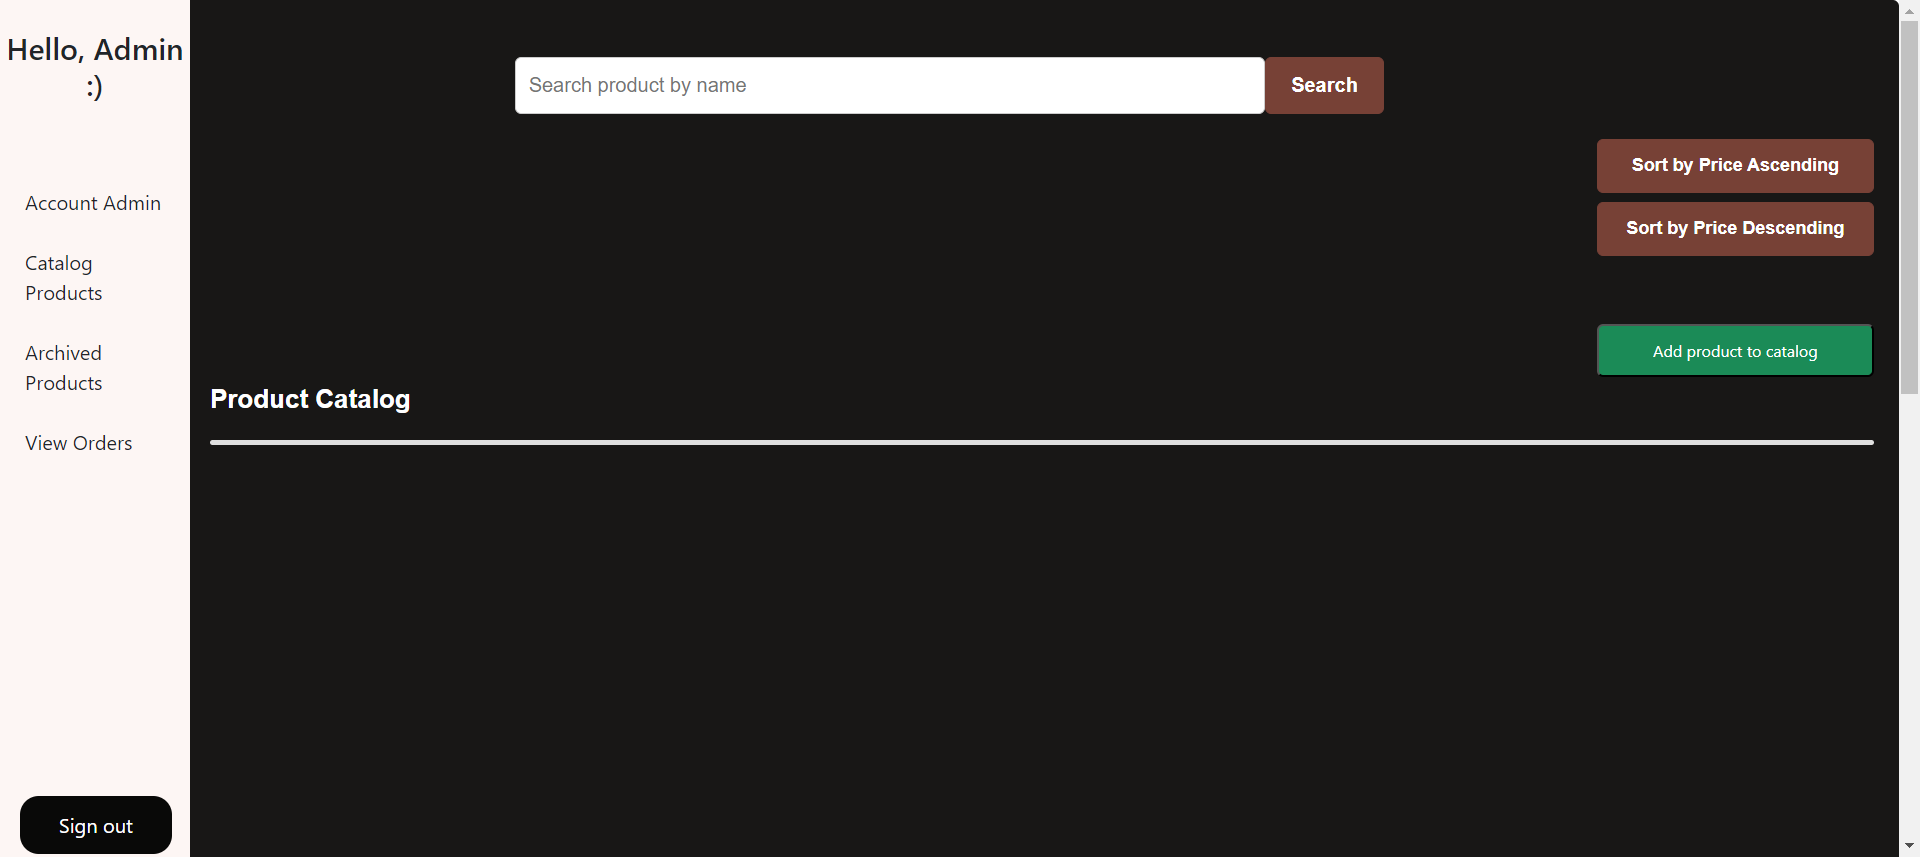 Hello, Admin
:)
Account Admin
Catalog
Products
Archived
Products
View Orders
Sign out
Search product by name
Search
Sort by Price Ascending
Sort by Price Descending
Add product to catalog
Product Catalog